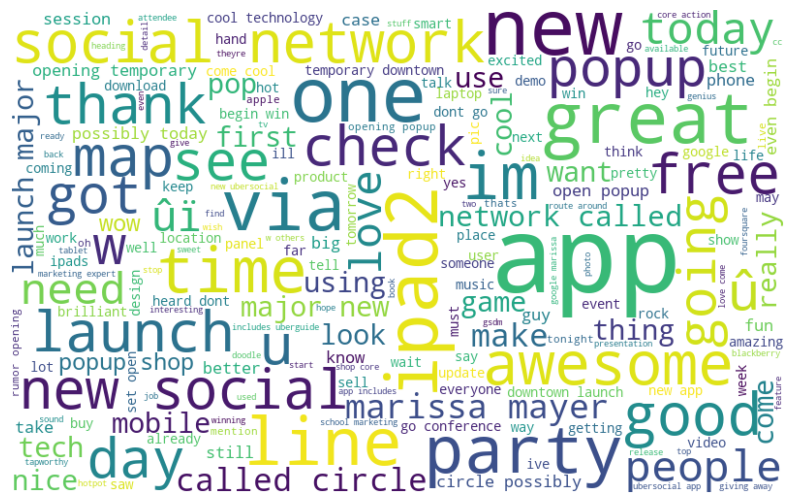 session
attendee
stuff
smart
core action
theyre
cool technology
case
hand
detail
heading
social network
new
today
go
future
available
cc
opening temporary
come cool
temporary downtown
use
excited
popup
best
phone
download
hot
pop
talk
laptop
demo
sure
genius
even
apple
begin win
dont go
win
hey
thank
one
great
even begin
possibly today
first
tv
opening popup
pic
cool
next
launch major
map
see
check
im
want
think
google
life
live
ready
give
ill
coming
back
product
right
yes
idea
open popup
pretty
free
may
got
via
love
ipad2
network called
keep
new ubersocial
two
thats
route around
wow
tomorrow
find
place
show
foursquare
much
work
oh
well
location
wish
big
user
w
ûï
going
û
really
ipads
tablet
sweet
panel
w others
far
someone
google marissa
photo
love come
marketing expert
design
time
tell
music
stop
using
book
game
event
rock
need
brilliant
heard dont
major new
must
gsdm
guy
thing
fun
interesting
hope
launch
u
look
make
tonight
presentation
amazing
rumor opening
includes uberguide
update
awesome
blackberry
popup shop
better
know
wait
say
week
lot
doodle
start
shop core
sell
everyone
downtown launch
new app
feature
set open
new social
line
marissa mayer
good
come
app
job
used
app includes
getting
take
buy
mobile
winning
school marketing
go conference
way
sound
mention
video
release
top
tech
already
day
still
party
ive
people
nice
saw
tapworthy
hotpot
called circle
circle possibly
ubersocial app
giving away